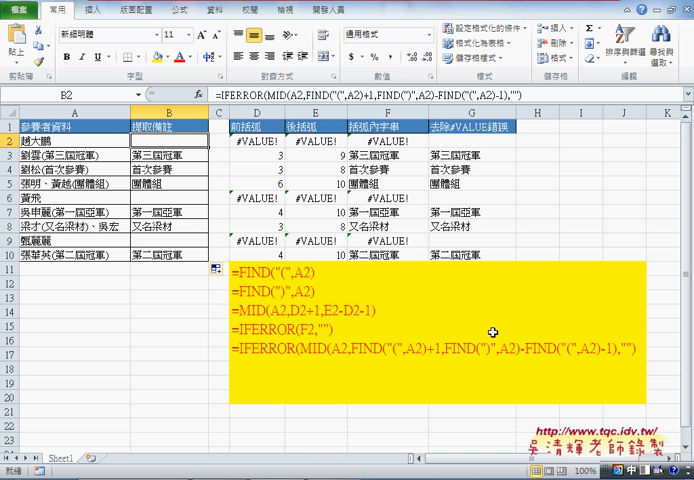 檔案 常用 插入 版面配置 公式 資料 校閱 檢視 開發人員
貼上 新細明體 11 通用格式 設定格式化的條件 插入
B I U 格式化為表格 刪除 排序與篩選 尋找與選取
儲存格樣式 格式
剪貼簿 字型 對齊方式 數值 樣式 儲存格 編輯
B2 fx =IFERROR(MID(A2,FIND("(",A2)+1,FIND(")",A2)-FIND("(",A2)-1),"")
A B C D E F G H I J K
1 參賽者資料 提取備註 前括弧 後括弧 括弧內字串 去除#VALUE錯誤
2 趙大鵬 #VALUE! #VALUE! #VALUE!
3 劉雲(第三屆冠軍) 第三屆冠軍 3 9 第三屆冠軍 第三屆冠軍
4 劉松(首次參賽) 首次參賽 3 8 首次參賽 首次參賽
5 張明、黃越(團體組) 團體組 6 10 團體組 團體組
6 黃飛 #VALUE! #VALUE! #VALUE!
7 吳申麗(第一屆亞軍) 第一屆亞軍 4 10 第一屆亞軍 第一屆亞軍
8 梁才(又名梁材)、吳宏 又名梁材 3 8 又名梁材 又名梁材
9 甄麗麗 #VALUE! #VALUE! #VALUE!
10 張華英(第二屆冠軍) 第二屆冠軍 4 10 第二屆冠軍 第二屆冠軍
11 =FIND("(",A2)
12 =FIND(")",A2)
13
14 =MID(A2,D2+1,E2-D2-1)
15 =IFERROR(F2,"")
16 =IFERROR(MID(A2,FIND("(",A2)+1,FIND(")",A2)-FIND("(",A2)-1),"")
17
18
19
20
21
22
23
http://www.tqc.idv.tw/
吳清輝老師錄製
Sheet1
就緒 100% 中